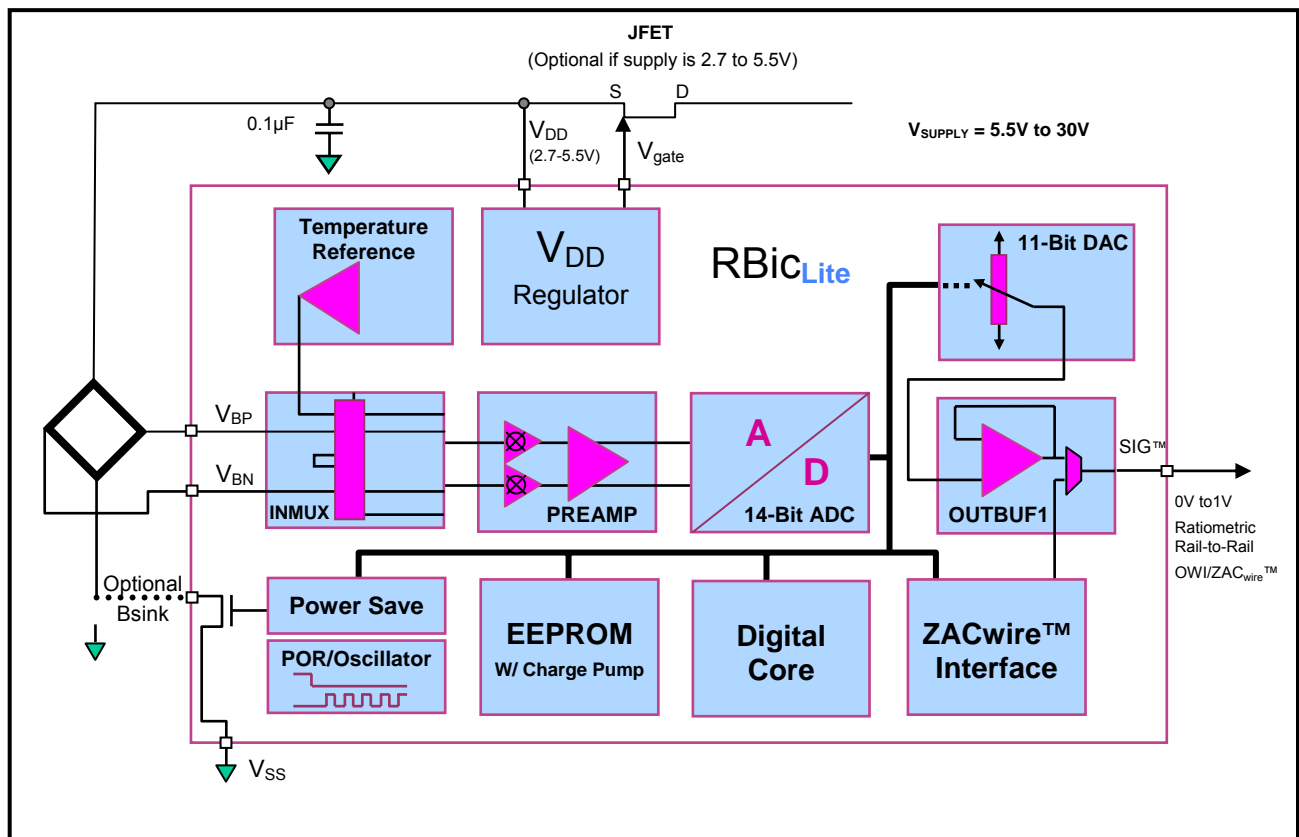 JFET
(Optional if supply is 2.7 to 5.5V)
S D
0.1µF
VDD
(2.7-5.5V)
Vgate
VSUPPLY = 5.5V to 30V
Temperature
Reference
VDD
Regulator
RBicLite
11-Bit DAC
VBP
VBN
INMUX
PREAMP
A
D
14-Bit ADC
OUTBUF1
SIG™
0V to1V
Ratiometric
Rail-to-Rail
OWI/ZACwire™
Optional
Bsink
Power Save
POR/Oscillator
EEPROM
W/ Charge Pump
Digital
Core
ZACwire™
Interface
VSS